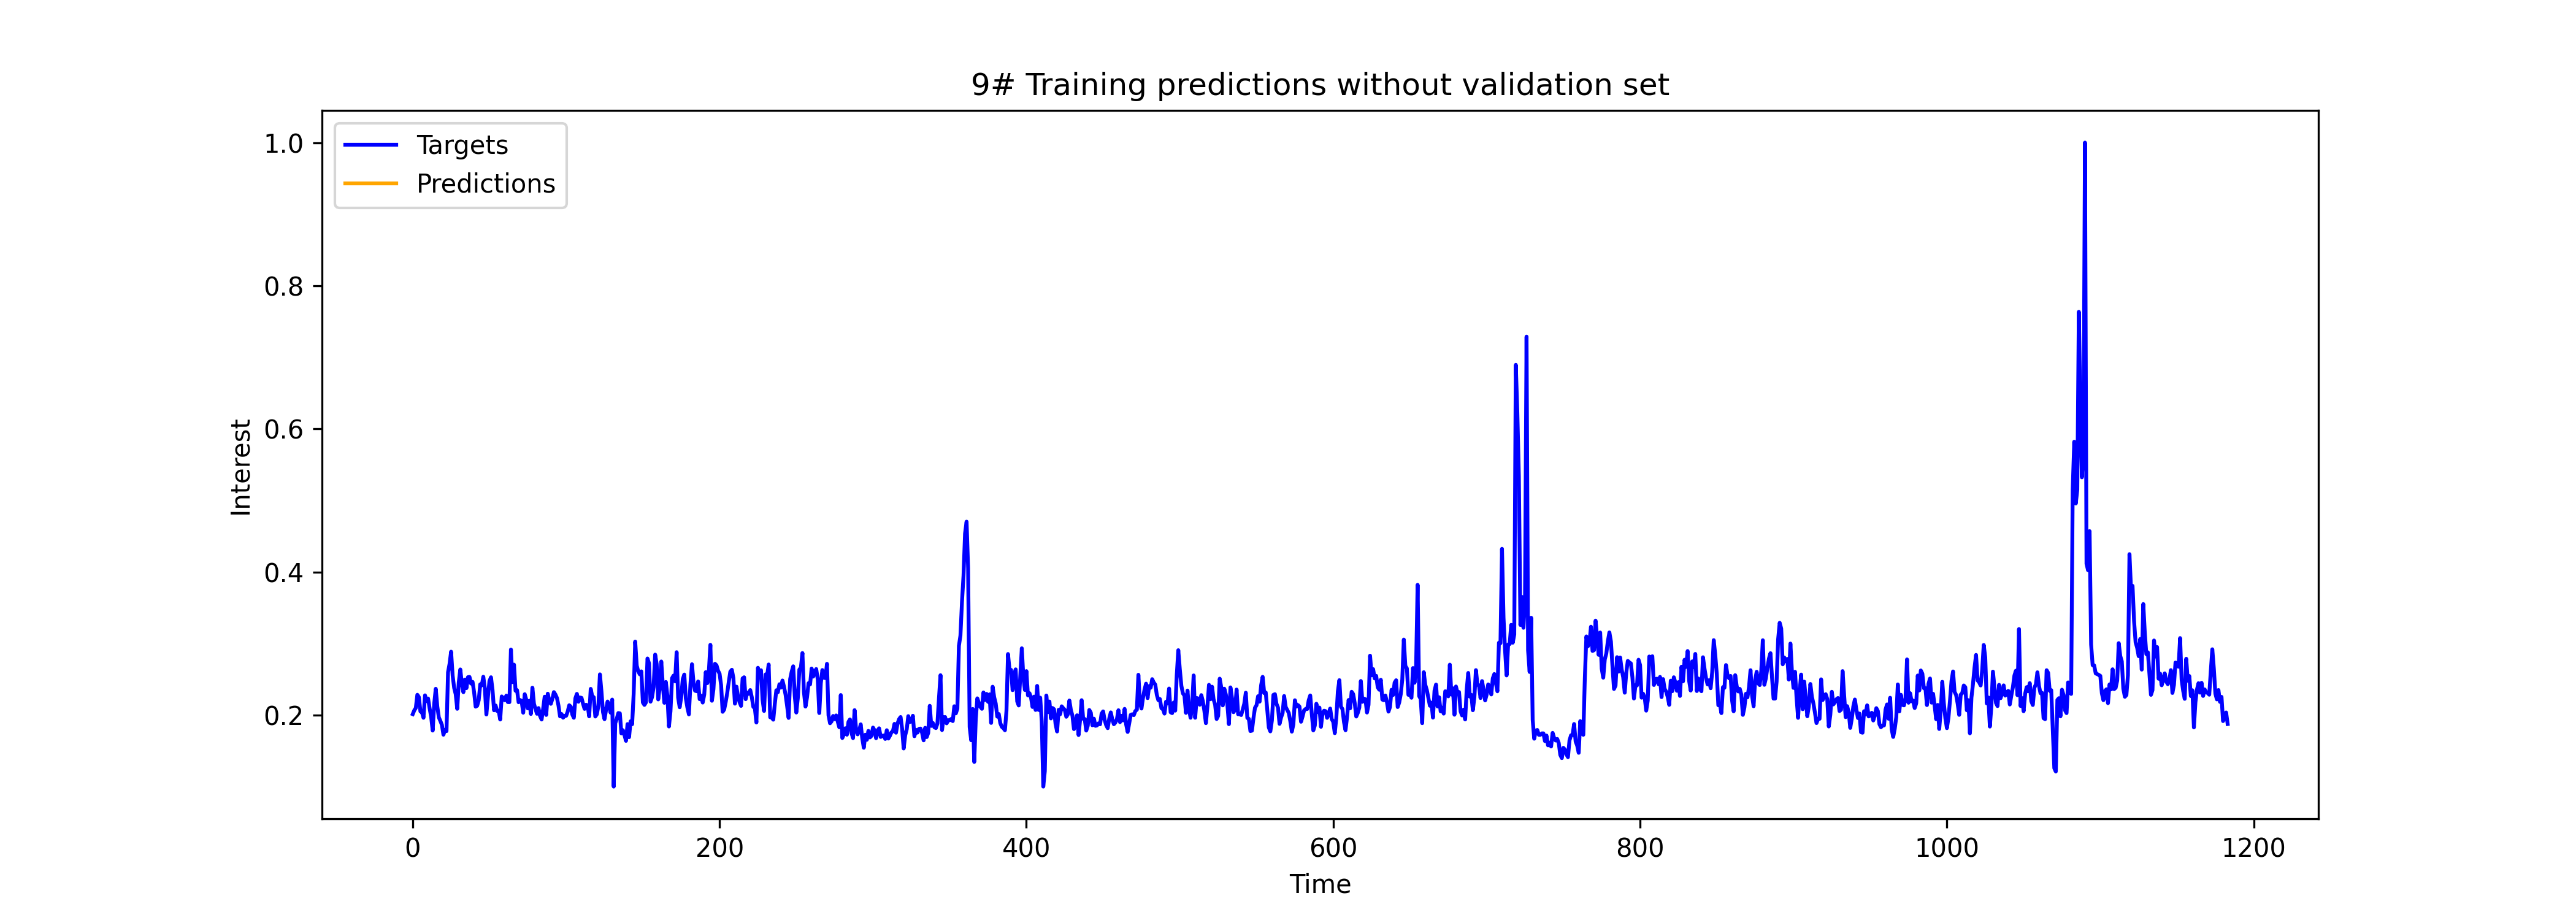 9# Training predictions without validation set
Targets
Predictions
1.0
0.8
0.6
0.4
0.2
Interest
0 200 400 600 800 1000 1200
Time